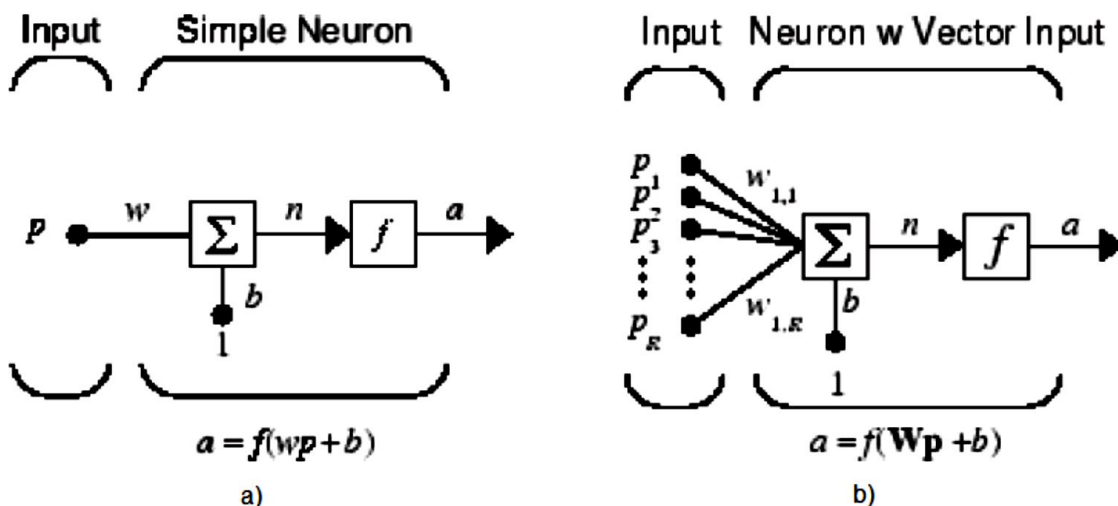 Input Simple Neuron
p w Σ n f a
b
1
a = f(wp + b)
a)
Input Neuron w Vector Input
p1
p2
p3
pR
w1,1
w1,R
Σ n f a
b
1
a = f(Wp + b)
b)